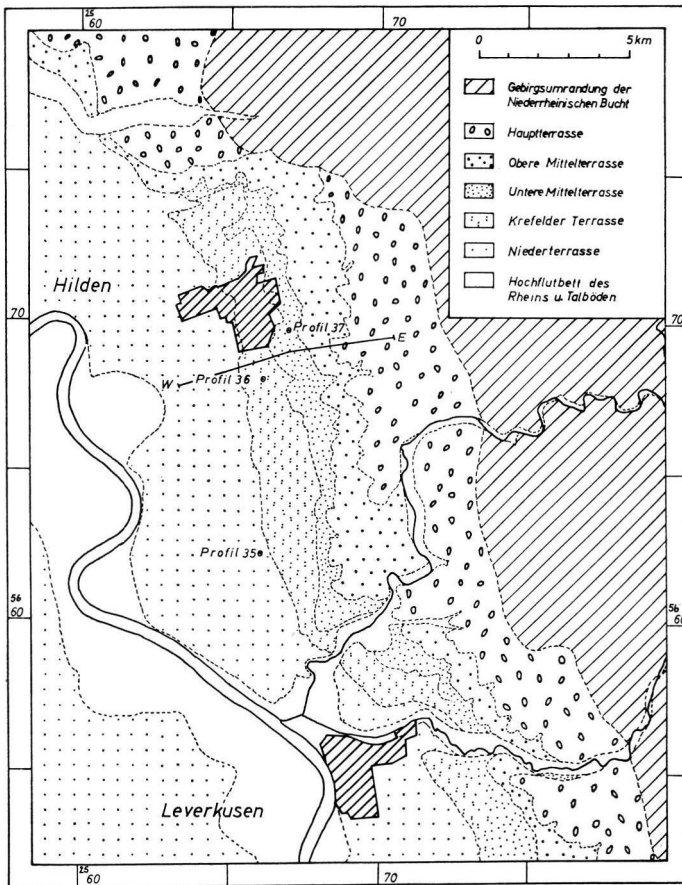 25
60
70
0 5 km
Gebirgsumrandung der
Niederrheinischen Bucht
Hauptterrasse
Obere Mittelterrasse
Untere Mittelterrasse
Krefelder Terrasse
Niederterrasse
Hochflutbett des
Rheins u. Talböden
Hilden
70
70
Profil 37
E
W
Profil 36
Profil 35
56
60
56
60
Leverkusen
25
60
70